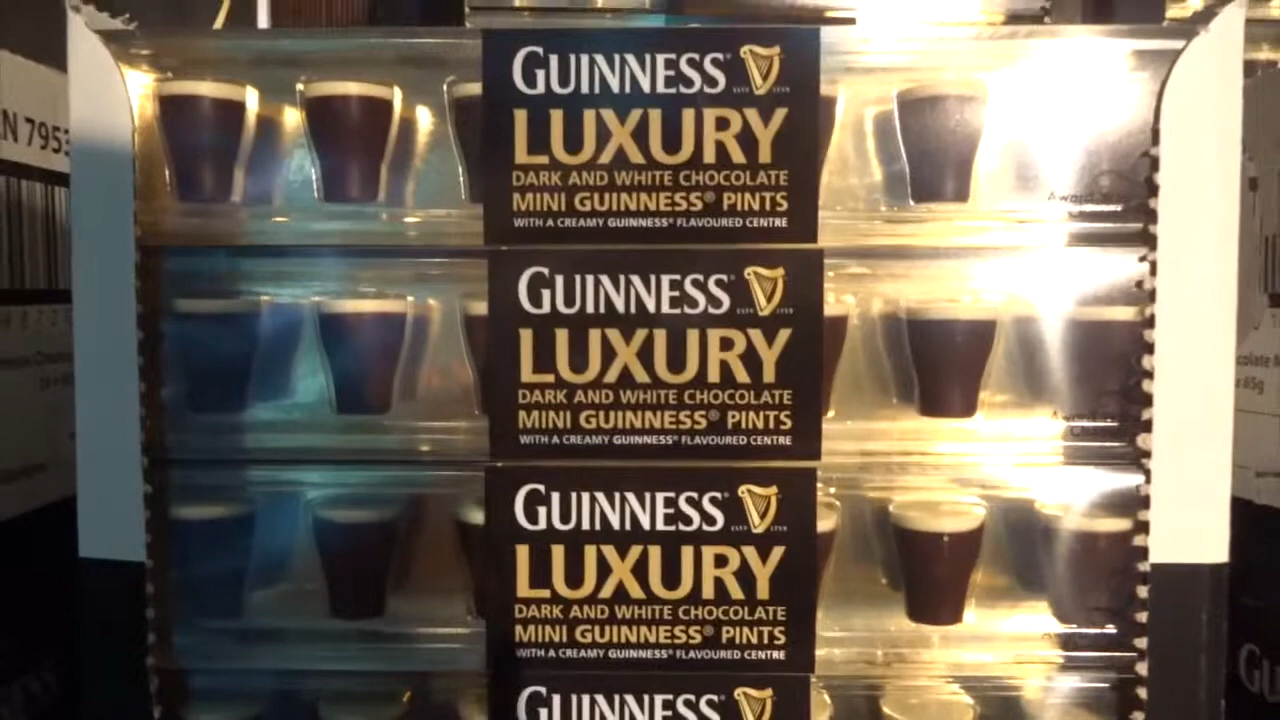 GUINNESS
ESTD 1759
LUXURY
DARK AND WHITE CHOCOLATE
MINI GUINNESS® PINTS
WITH A CREAMY GUINNESS® FLAVOURED CENTRE
GUINNESS
ESTD 1759
LUXURY
DARK AND WHITE CHOCOLATE
MINI GUINNESS® PINTS
WITH A CREAMY GUINNESS® FLAVOURED CENTRE
GUINNESS
ESTD 1759
LUXURY
DARK AND WHITE CHOCOLATE
MINI GUINNESS® PINTS
WITH A CREAMY GUINNESS® FLAVOURED CENTRE
GUINNESS
N 7953
65g